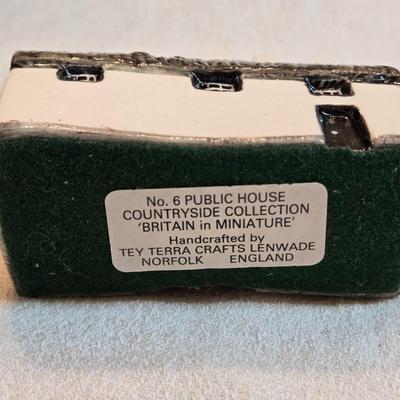 No. 6 PUBLIC HOUSE
COUNTRYSIDE COLLECTION
'BRITAIN in MINIATURE'
Handcrafted by
TEY TERRA CRAFTS LENWADE
NORFOLK ENGLAND